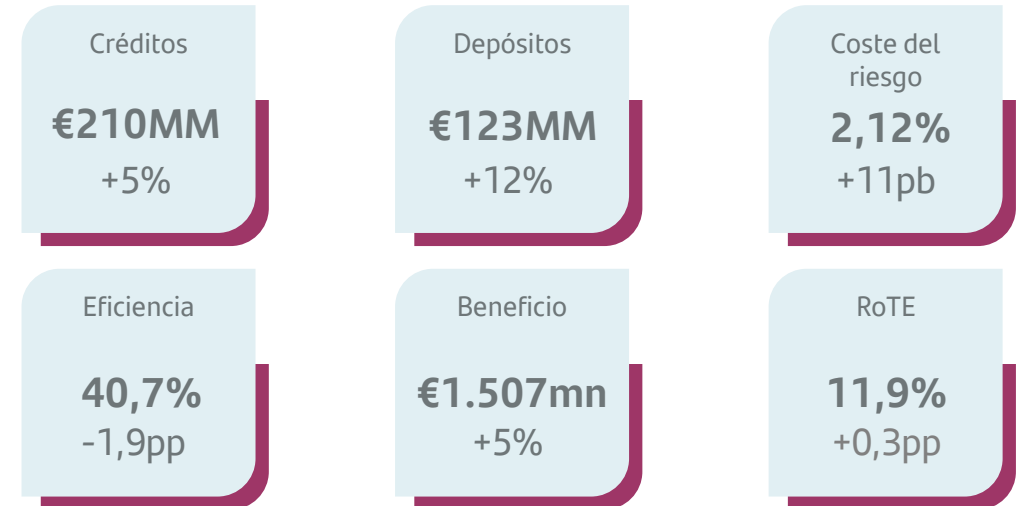 Créditos
€210MM
+5%
Depósitos
€123MM
+12%
Coste del
riesgo
2,12%
+11pb
Eficiencia
40,7%
-1,9pp
Beneficio
€1.507mn
+5%
RoTE
11,9%
+0,3pp